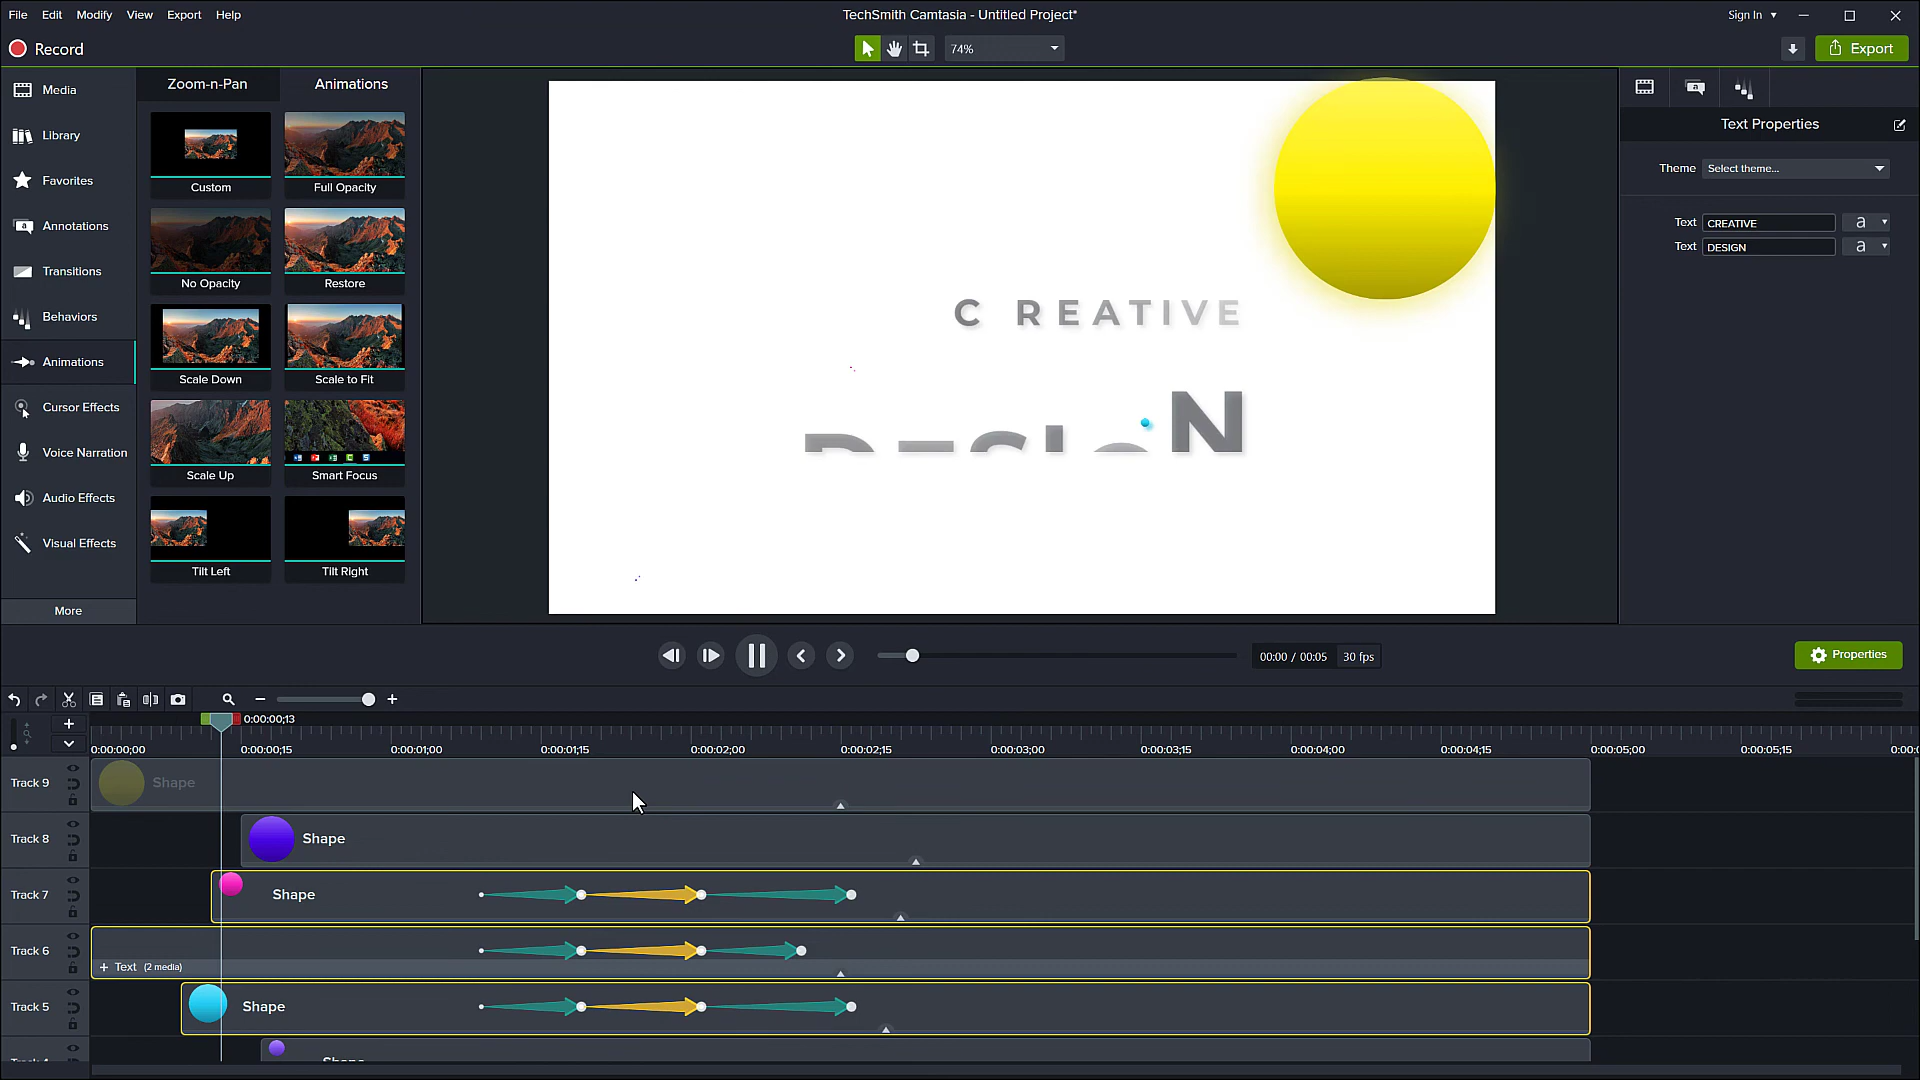 File Edit Modify View Export Help
TechSmith Camtasia - Untitled Project*
Sign In
Record
74%
Export
Media
Library
Favorites
Annotations
Transitions
Behaviors
Animations
Cursor Effects
Voice Narration
Audio Effects
Visual Effects
More
Zoom-n-Pan Animations
Custom Full Opacity
No Opacity Restore
Scale Down Scale to Fit
Scale Up Smart Focus
Tilt Left Tilt Right
C REATIVE
DESIGN
Text Properties
Theme Select theme...
Text CREATIVE a
Text DESIGN a
00:00 / 00:05 30 fps
Properties
0:00:00;13
0:00:00;00 0:00:00;15 0:00:01;00 0:00:01;15 0:00:02;00 0:00:02;15 0:00:03;00 0:00:03;15 0:00:04;00 0:00:04;15 0:00:05;00 0:00:05;15
Track 9 Shape
Track 8 Shape
Track 7 Shape
Track 6
+ Text (2 media)
Track 5 Shape
Shape